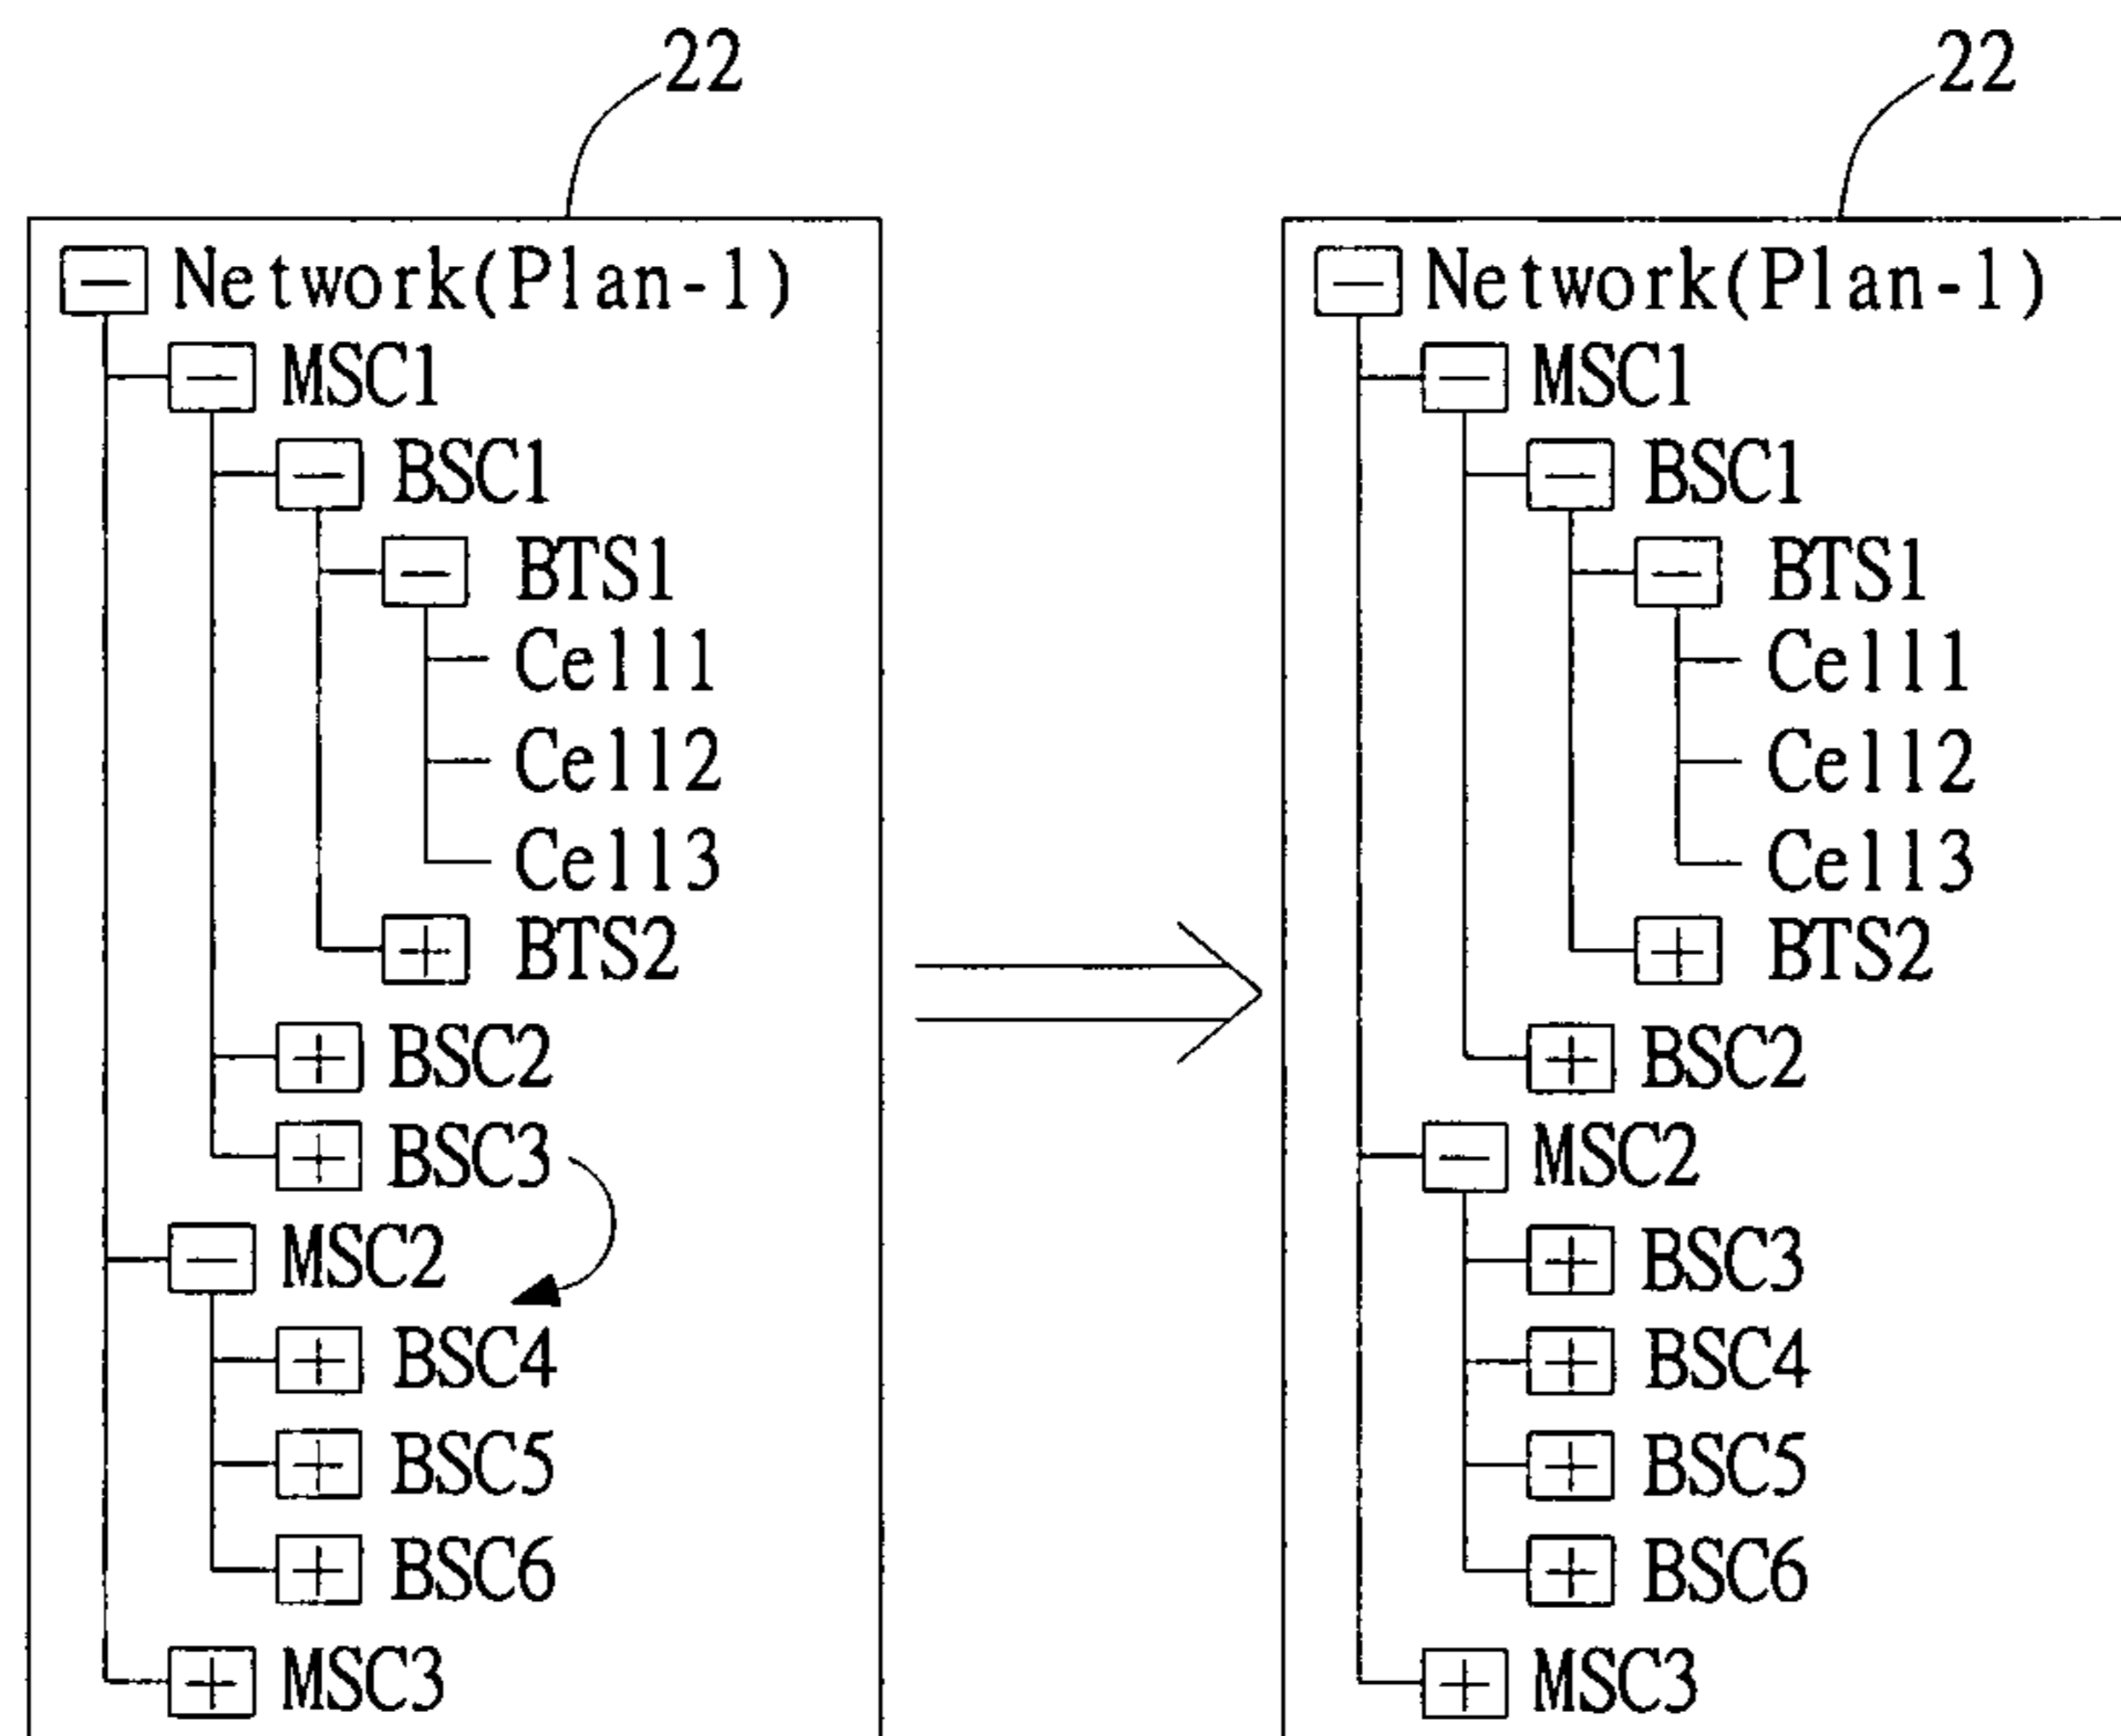 22
Network(Plan-1)
MSC1
BSC1
BTS1
Cell1
Cell2
Cell3
BTS2
BSC2
BSC3
MSC2
BSC4
BSC5
BSC6
MSC3
22
Network(Plan-1)
MSC1
BSC1
BTS1
Cell1
Cell2
Cell3
BTS2
BSC2
MSC2
BSC3
BSC4
BSC5
BSC6
MSC3